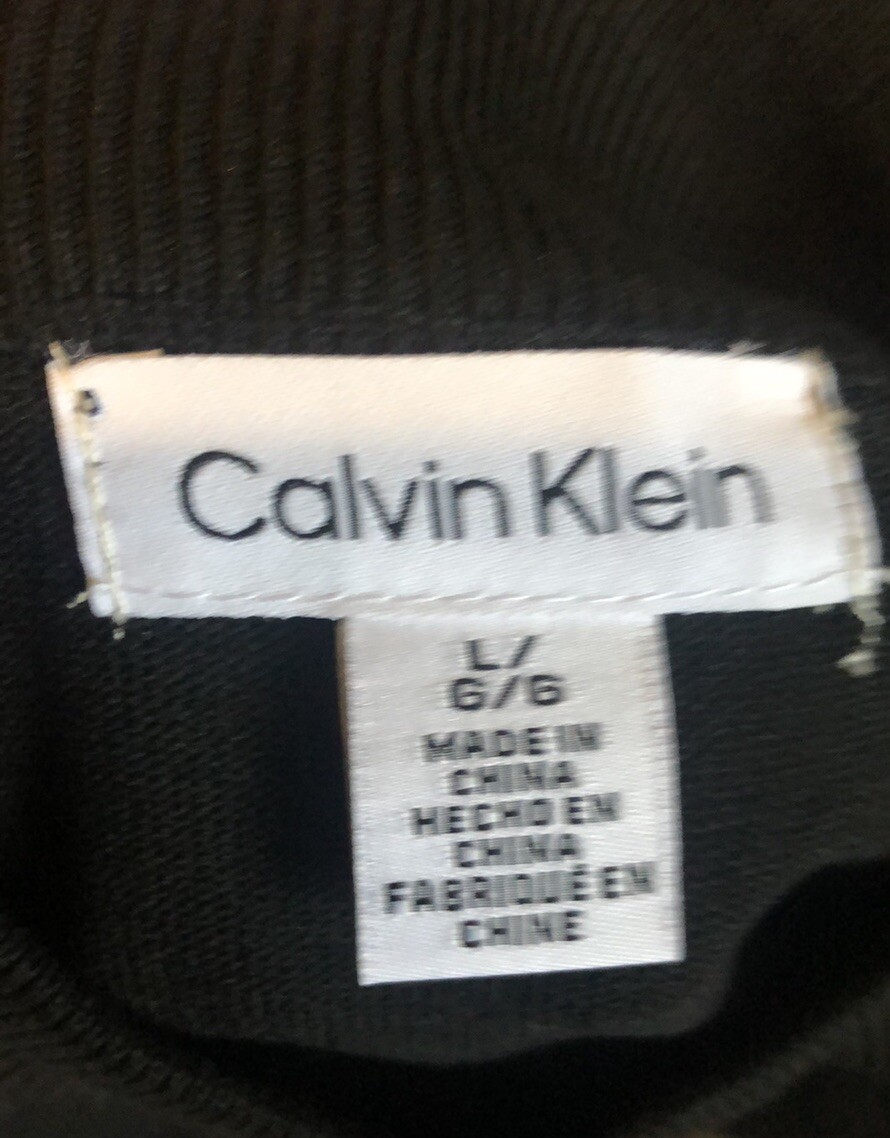 Calvin Klein
L/
G/G
MADE IN
CHINA
HECHO EN
CHINA
FABRIQUÉ EN
CHINE